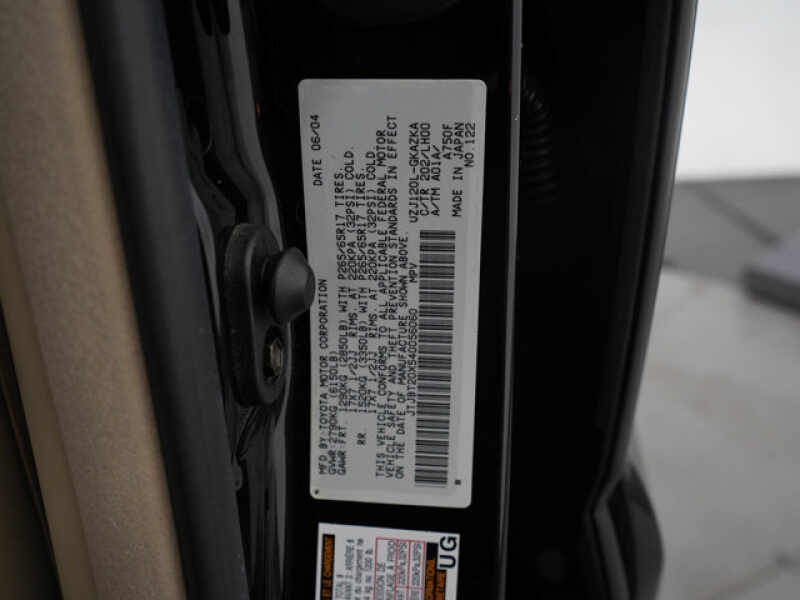 MFD BY:TOYOTA MOTOR CORPORATION DATE 06/04
GVWR:2790KG (6150LB)
GAWR:FRT. 1290KG (2850LB) WITH P265/65R17 TIRES.
17X7 1/2JJ RIMS. AT 220KPA (32PSI) COLD.
RR. 1520KG (3350LB) WITH P265/65R17 TIRES.
17X7 1/2JJ RIMS. AT 220KPA (32PSI) COLD
THIS VEHICLE CONFORMS TO ALL APPLICABLE FEDERAL MOTOR
VEHICLE SAFETY AND THEFT PREVENTION STANDARDS IN EFFECT
ON THE DATE OF MANUFACTURE SHOWN ABOVE.
JTJBT20X540056060 MPV
UZJ120L-GKAZKA
C/TR 202/LH00
A/TM A01A/ A750F
MADE IN JAPAN NO.122
ET LE CHARGEMENT
UG